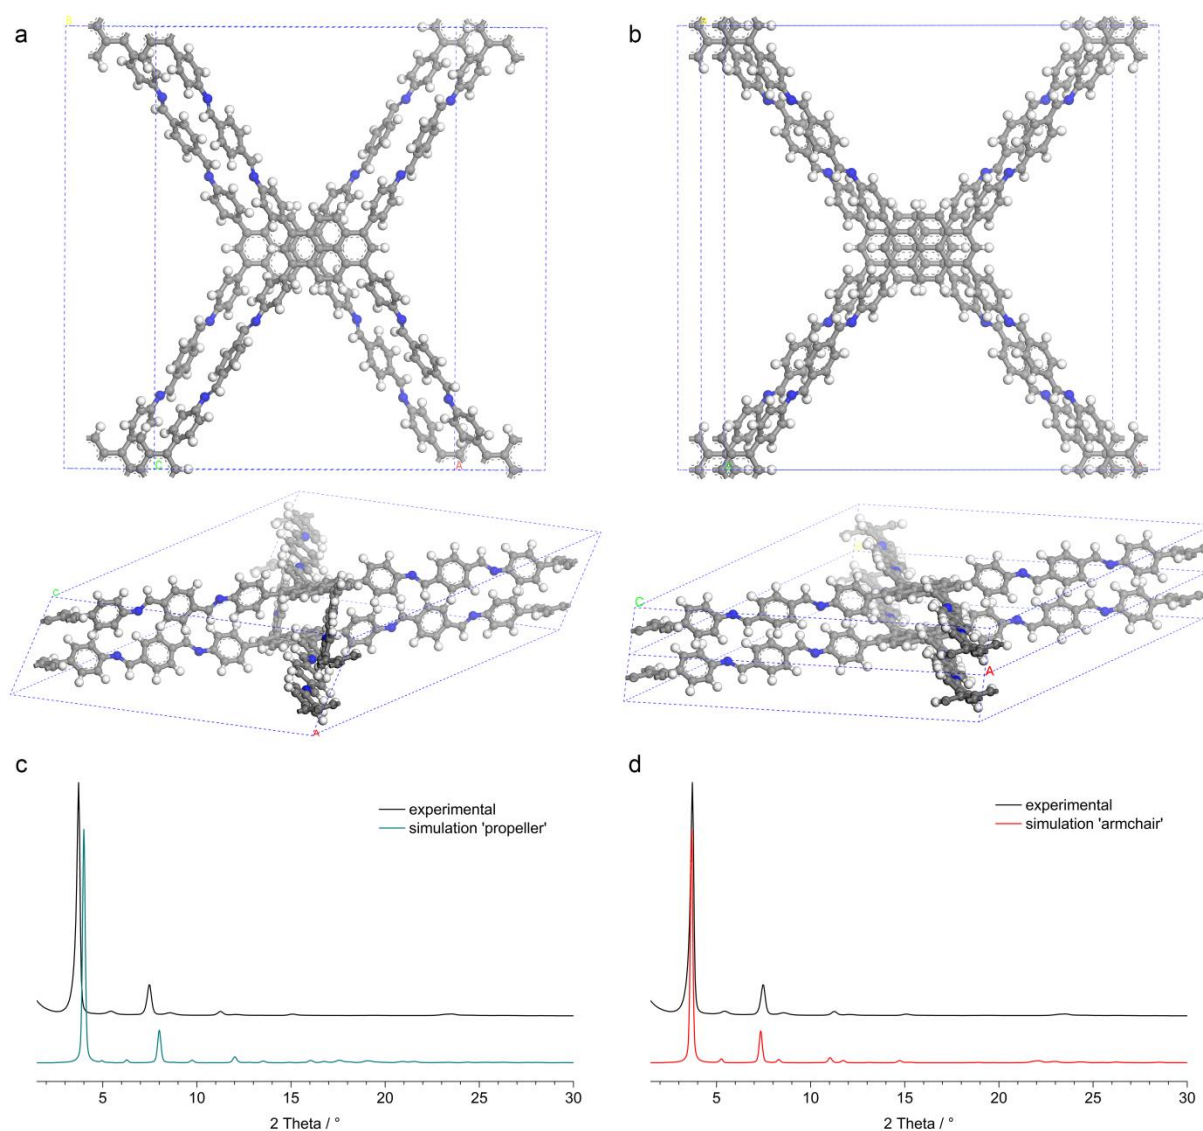 a
b
B
C
A
C
A
C
A
c
d
experimental
simulation 'propeller'
experimental
simulation 'armchair'
5 10 15 20 25 30
5 10 15 20 25 30
2 Theta / °
2 Theta / °